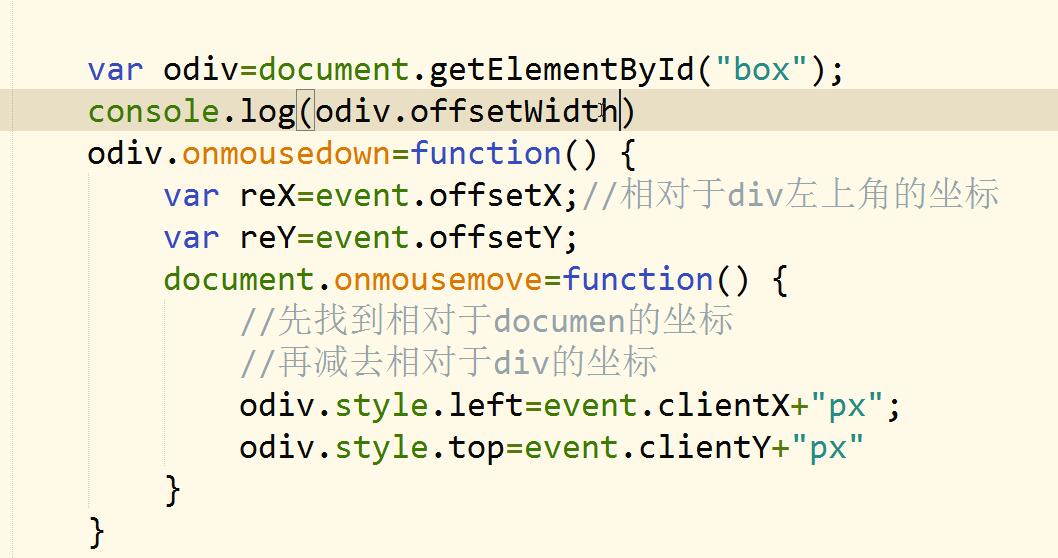 var odiv=document.getElementById("box");
console.log(odiv.offsetWidth)
odiv.onmousedown=function() {
var reX=event.offsetX;//相对于div左上角的坐标
var reY=event.offsetY;
document.onmousemove=function() {
//先找到相对于documen的坐标
//再减去相对于div的坐标
odiv.style.left=event.clientX+"px";
odiv.style.top=event.clientY+"px"
}
}